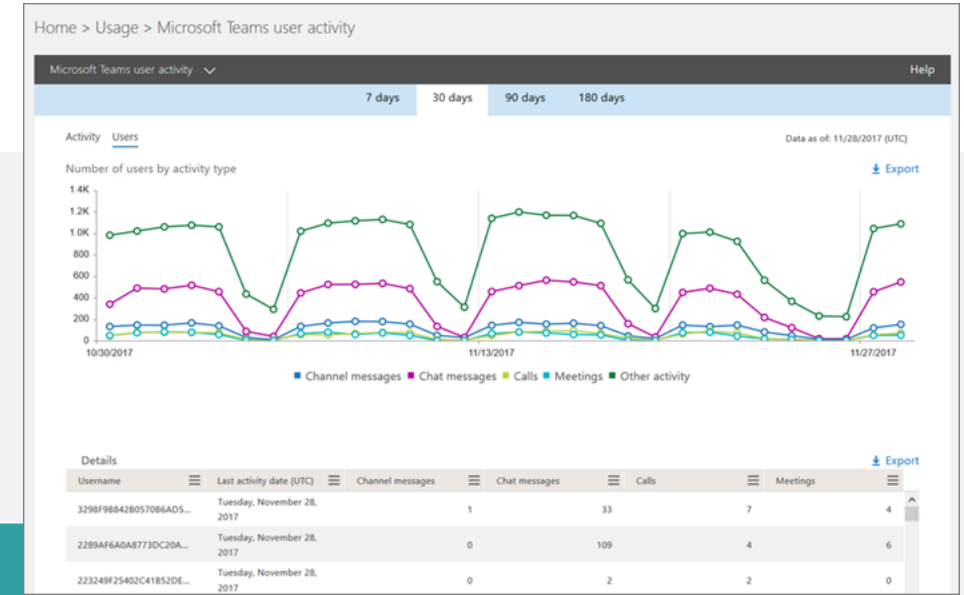 Home > Usage > Microsoft Teams user activity
Microsoft Teams user activity Help
7 days 30 days 90 days 180 days
Activity Users Data as of: 11/28/2017 (UTC)
Number of users by activity type Export
1.4K
1.2K
1.0K
800
600
400
200
0
10/30/2017 11/13/2017 11/27/2017
Channel messages Chat messages Calls Meetings Other activity
Details Export
Username Last activity date (UTC) Channel messages Chat messages Calls Meetings
Tuesday, November 28,
3298F9B842B0570B6AD5... 1 33 7 4
2017
Tuesday, November 28,
2289AF6A0A8773DC20A... 0 109 4 6
2017
Tuesday, November 28,
223249F25402C41B52DE... 0 2 2 0
2017